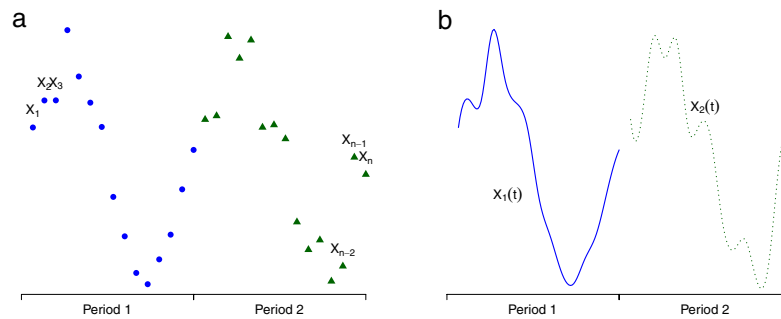 a
X₁
X₂X₃
Xₙ₋₁
Xₙ
Xₙ₋₂
Period 1
Period 2
b
X₁(t)
X₂(t)
Period 1
Period 2